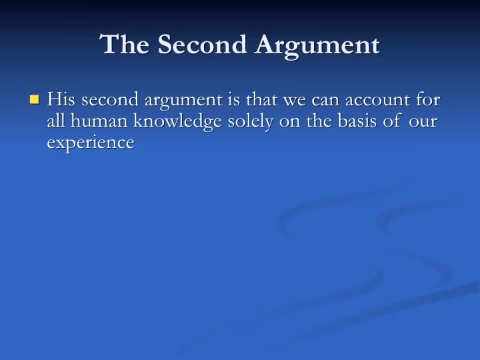 The Second Argument
His second argument is that we can account for
all human knowledge solely on the basis of our
experience